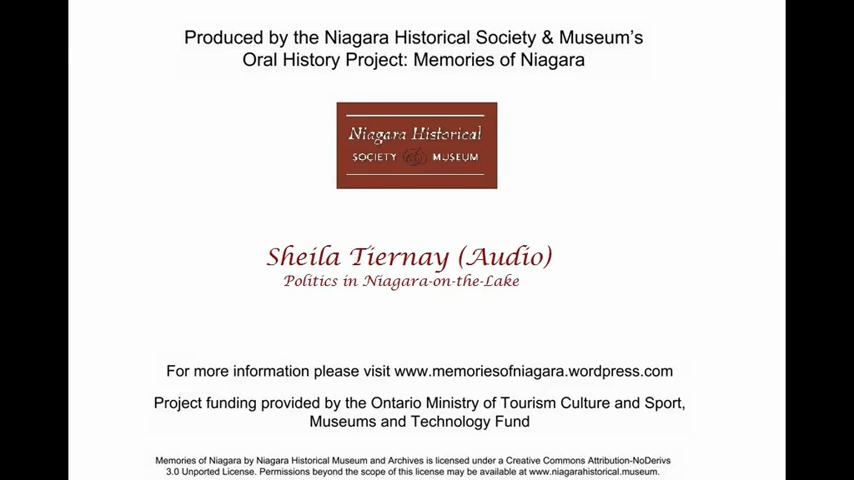 Produced by the Niagara Historical Society & Museum's
Oral History Project: Memories of Niagara
Niagara Historical
SOCIETY & MUSEUM
Sheila Tiernay (Audio)
Politics in Niagara-on-the-Lake
For more information please visit www.memoriesofniagara.wordpress.com
Project funding provided by the Ontario Ministry of Tourism Culture and Sport,
Museums and Technology Fund
Memories of Niagara by Niagara Historical Museum and Archives is licensed under a Creative Commons Attribution-NoDerivs
3.0 Unported License. Permissions beyond the scope of this license may be available at www.niagarahistorical.museum.